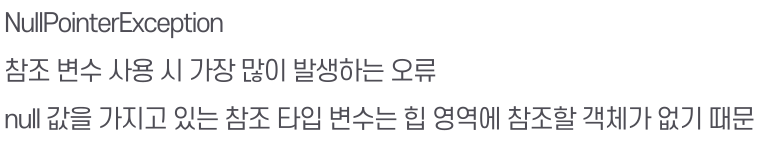 NullPointerException
참조 변수 사용 시 가장 많이 발생하는 오류
null 값을 가지고 있는 참조 타입 변수는 힙 영역에 참조할 객체가 없기 때문